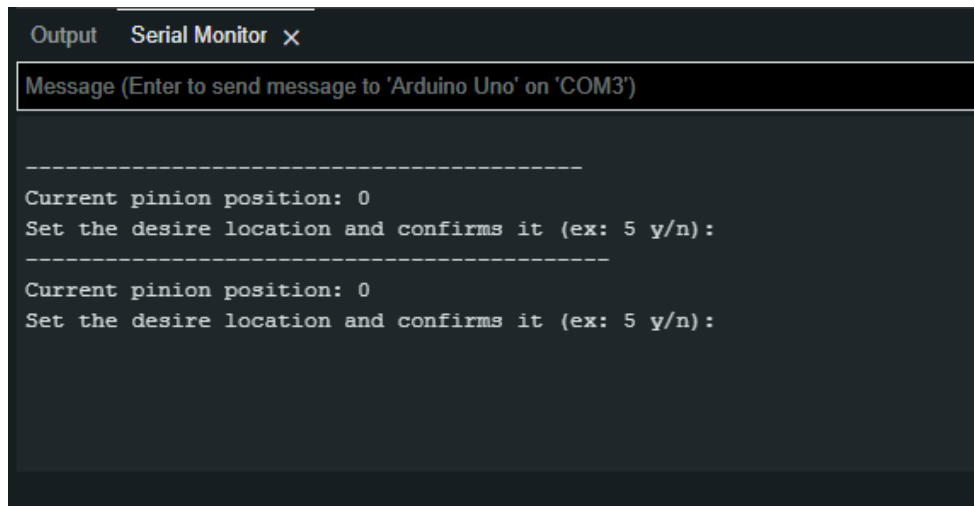 Output Serial Monitor ×
Message (Enter to send message to 'Arduino Uno' on 'COM3')
------------------------------------------
Current pinion position: 0
Set the desire location and confirms it (ex: 5 y/n):
--------------------------------------------
Current pinion position: 0
Set the desire location and confirms it (ex: 5 y/n):